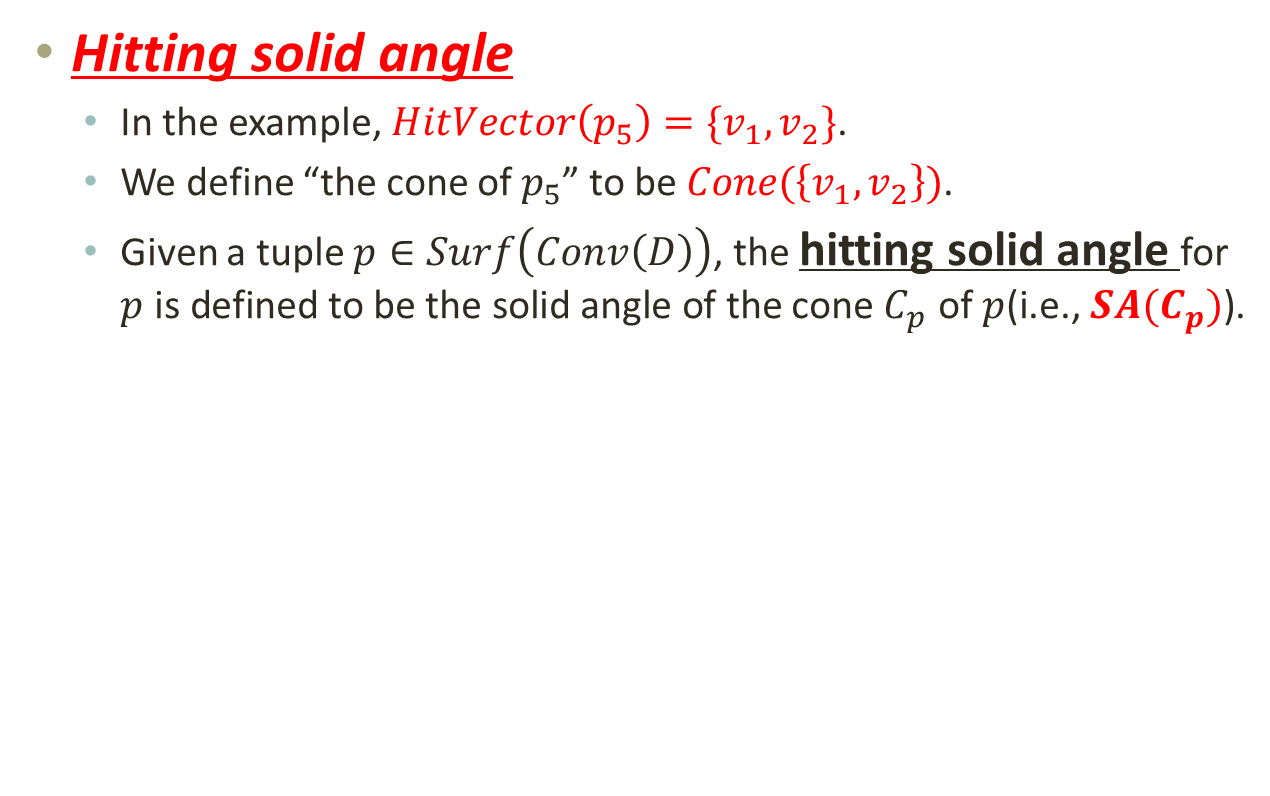 • Hitting solid angle
• In the example, HitVector(p₅) = {v₁, v₂}.
• We define “the cone of p₅” to be Cone({v₁, v₂}).
• Given a tuple p ∈ Surf(Conv(D)), the hitting solid angle for
p is defined to be the solid angle of the cone Cₚ of p(i.e., SA(Cₚ)).